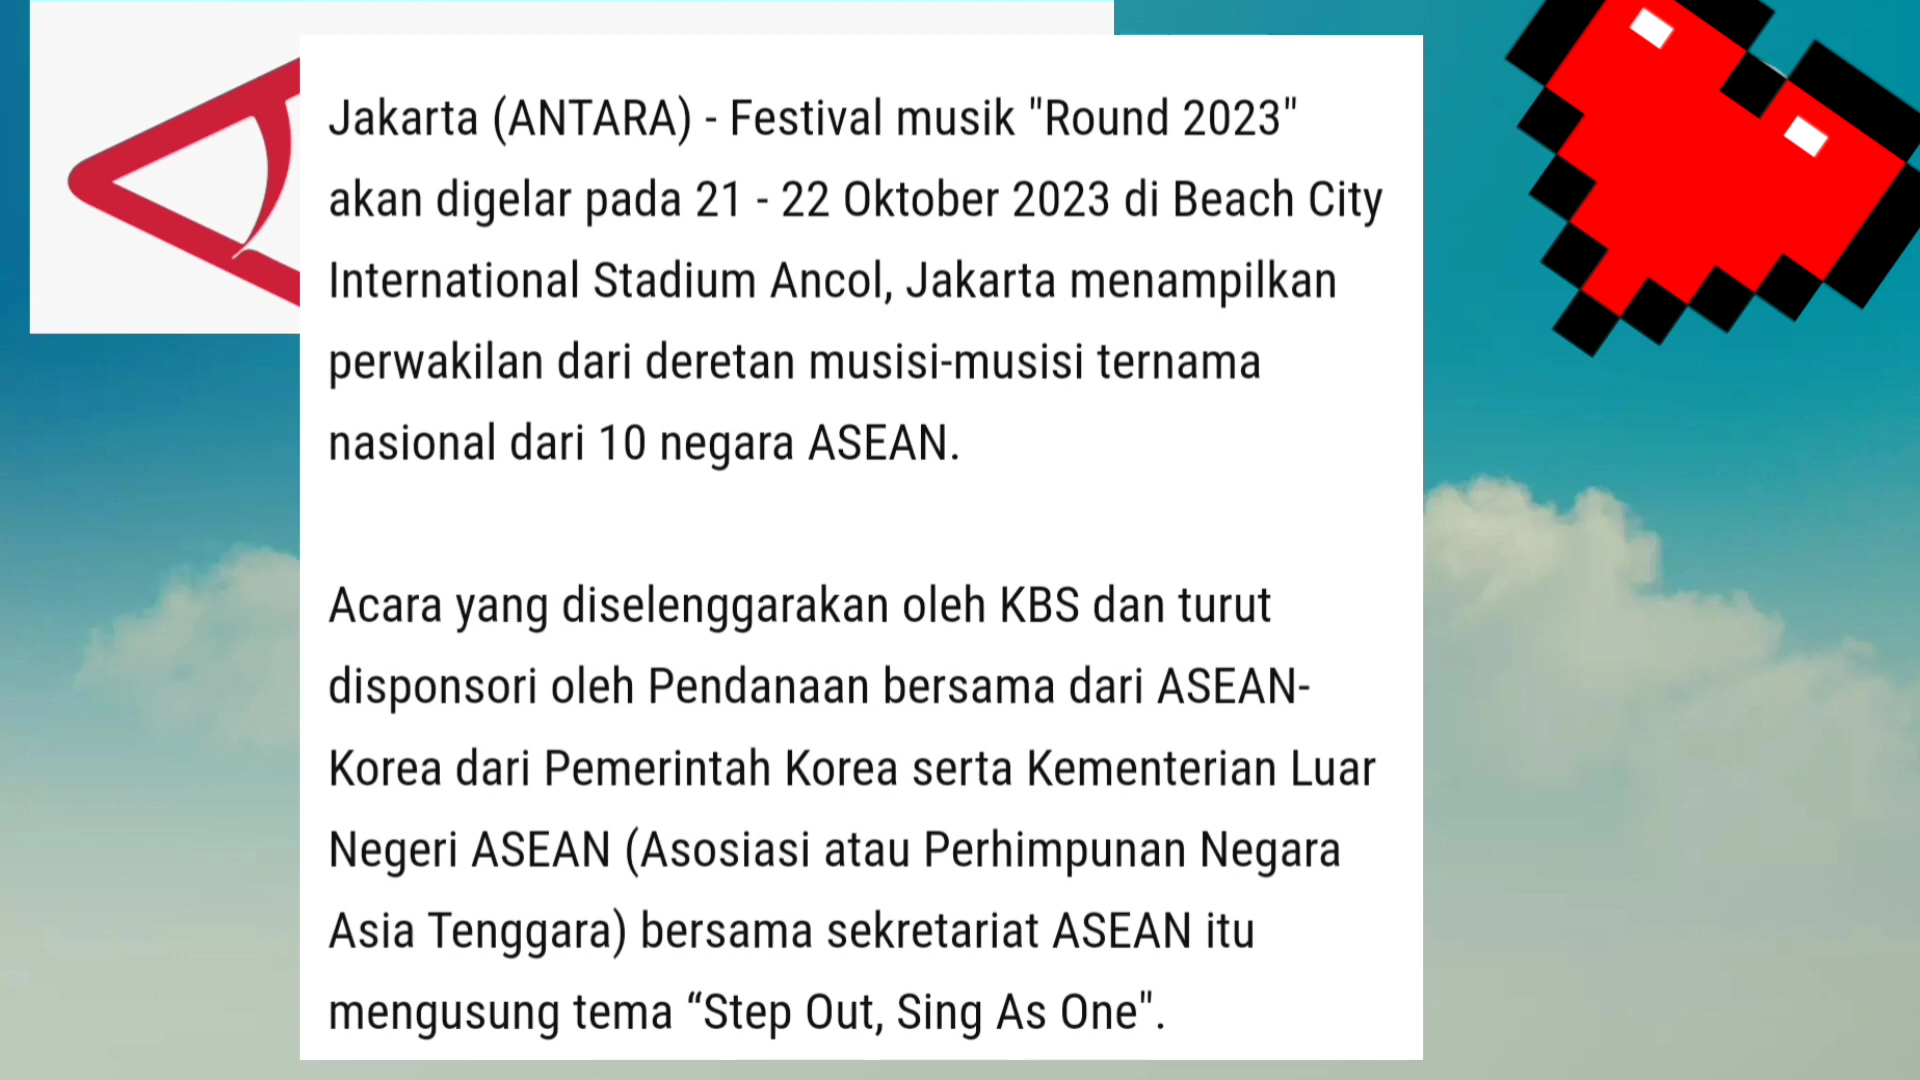 Jakarta (ANTARA) - Festival musik "Round 2023"
akan digelar pada 21 - 22 Oktober 2023 di Beach City
International Stadium Ancol, Jakarta menampilkan
perwakilan dari deretan musisi-musisi ternama
nasional dari 10 negara ASEAN.
Acara yang diselenggarakan oleh KBS dan turut
disponsori oleh Pendanaan bersama dari ASEAN-
Korea dari Pemerintah Korea serta Kementerian Luar
Negeri ASEAN (Asosiasi atau Perhimpunan Negara
Asia Tenggara) bersama sekretariat ASEAN itu
mengusung tema “Step Out, Sing As One".